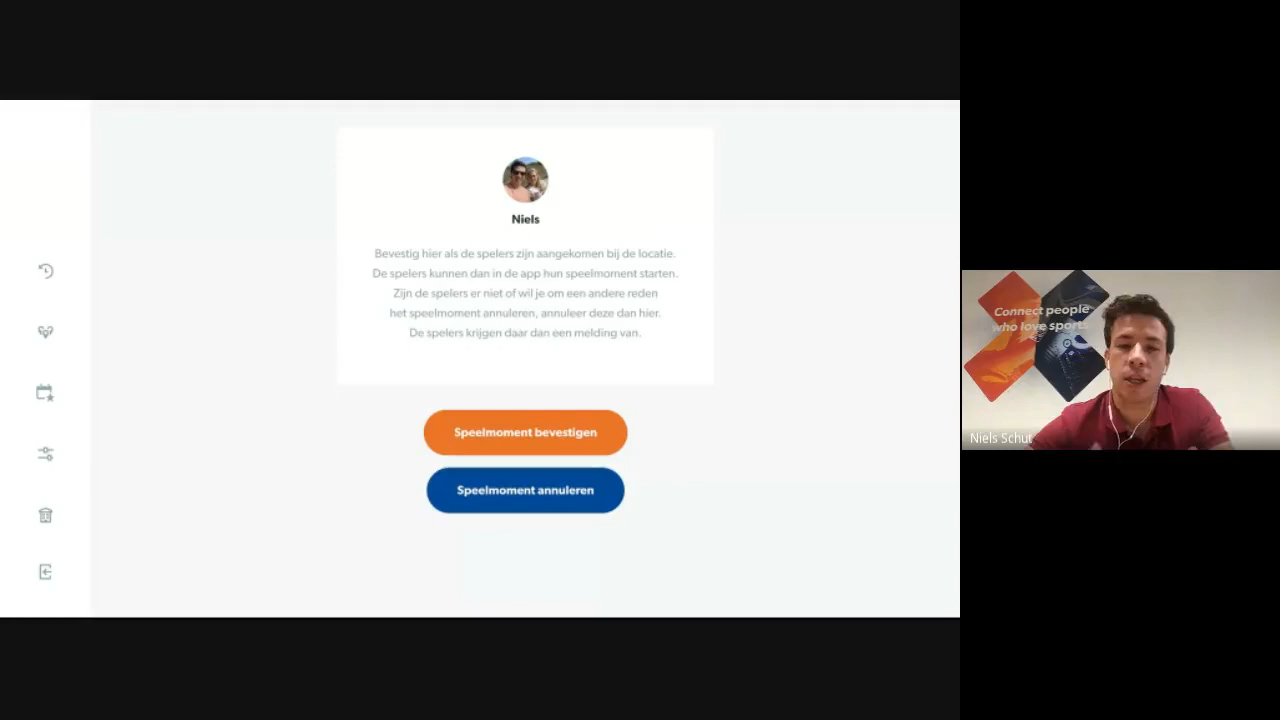 Niels
Bevestig hier als de spelers zijn aangekomen bij de locatie.
De spelers kunnen dan in de app hun speelmoment starten.
Zijn de spelers er niet of wil je om een andere reden
het speelmoment annuleren, annuleer deze dan hier.
De spelers krijgen daar dan een melding van.
Speelmoment bevestigen
Speelmoment annuleren
Connect people
who love sports
Niels Schut